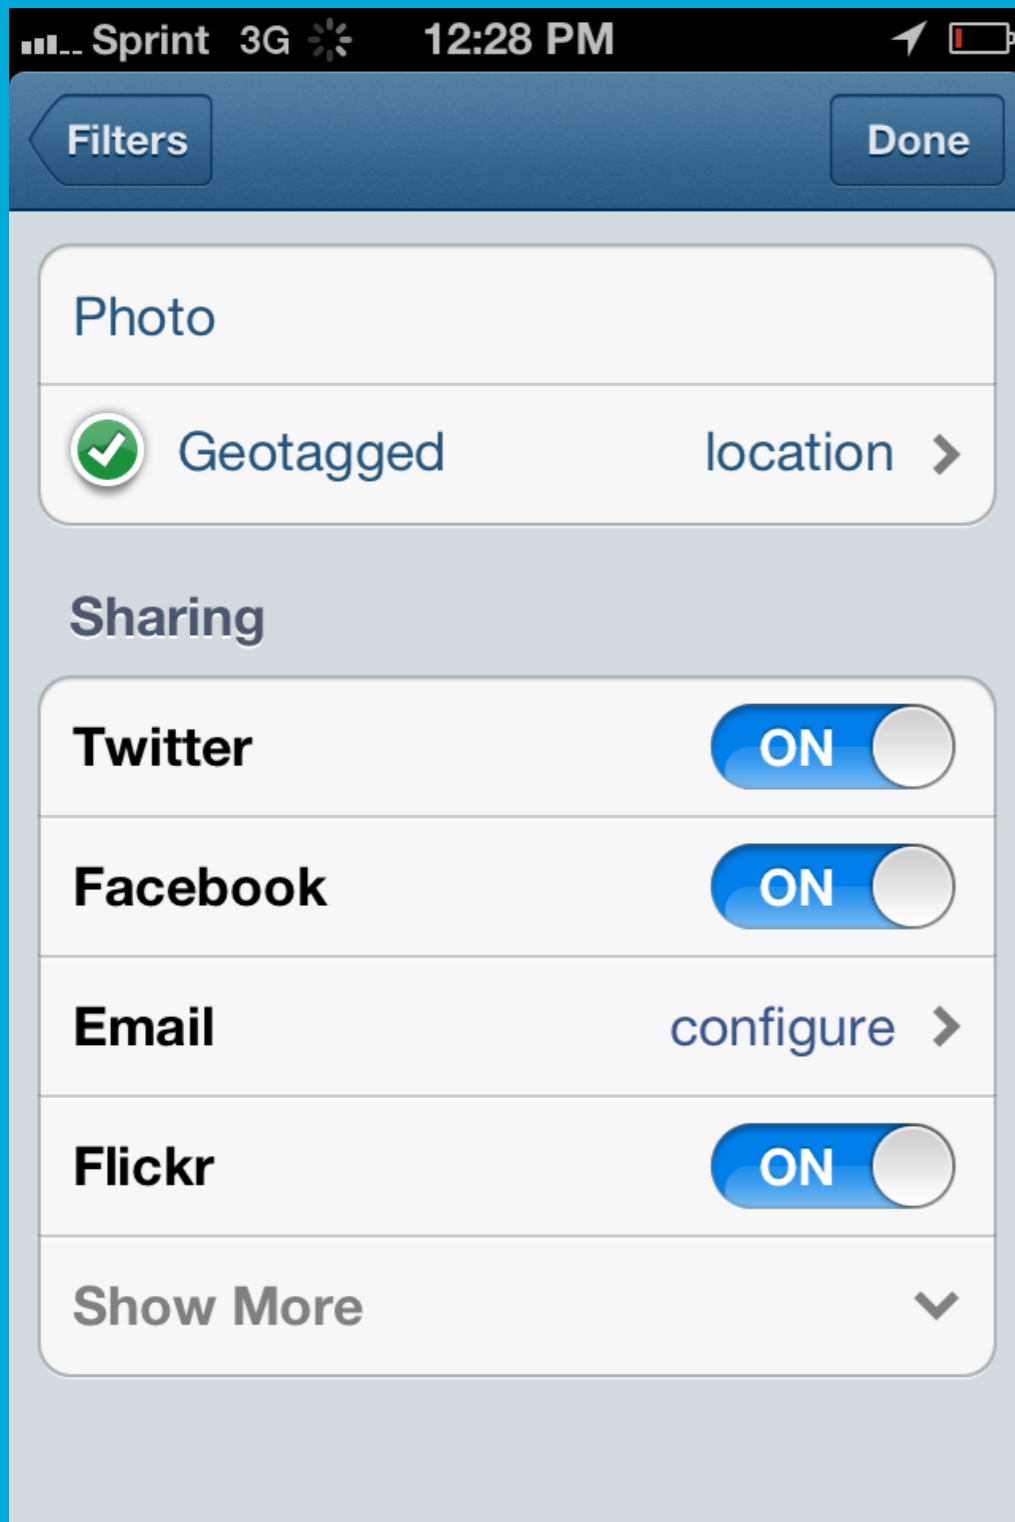 Sprint 3G 12:28 PM
Filters Done
Photo
Geotagged location
Sharing
Twitter ON
Facebook ON
Email configure
Flickr ON
Show More